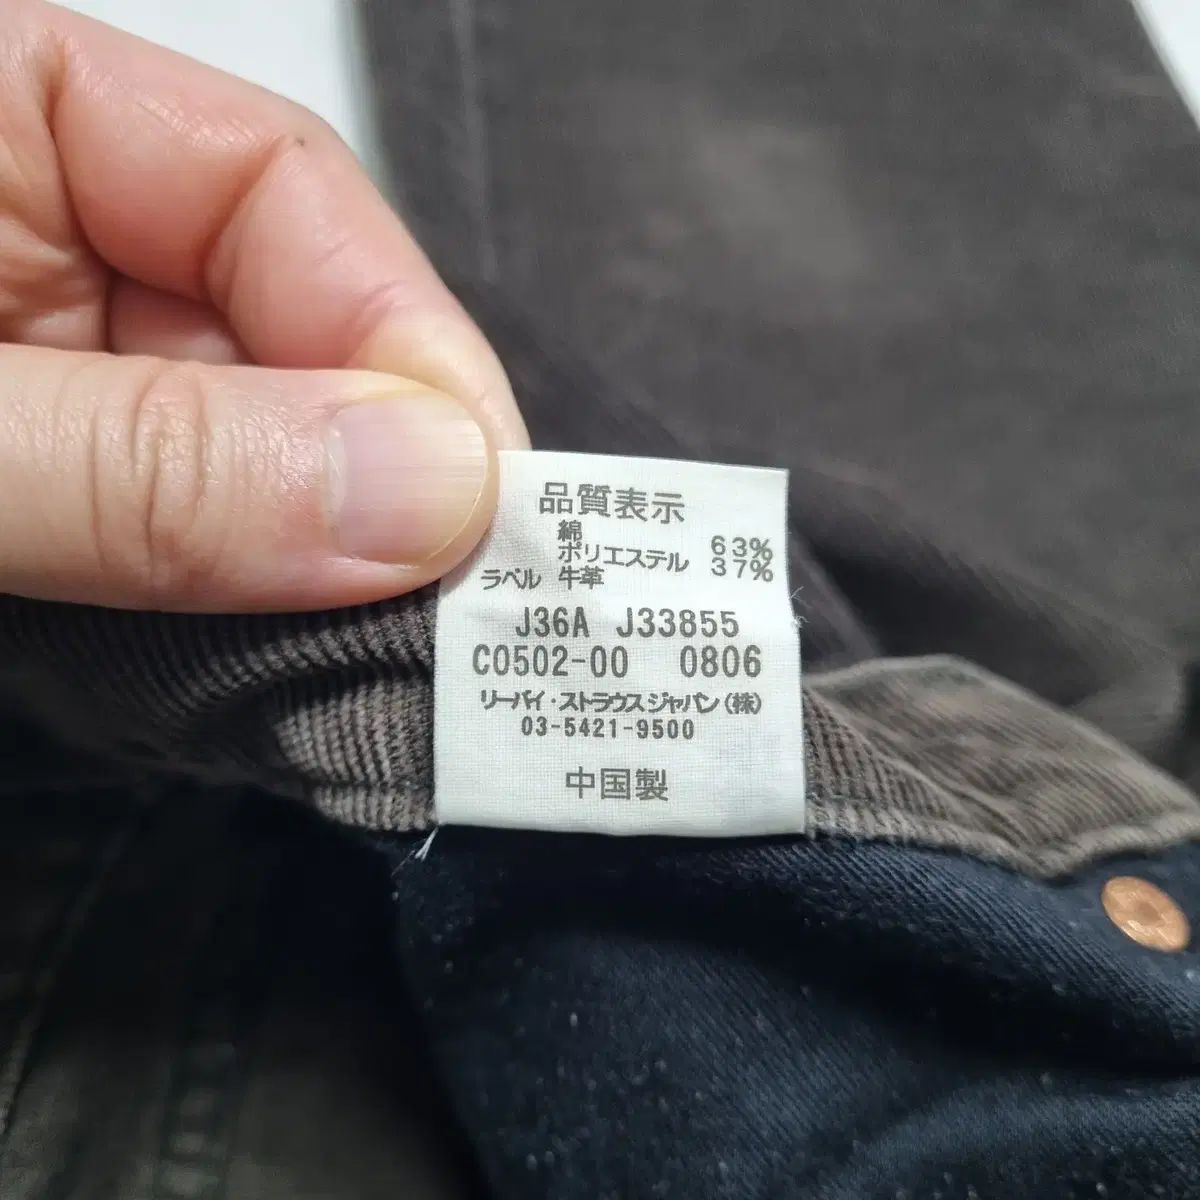 品質表示
綿 63%
ポリエステル 37%
ラベル 牛革
J36A J33855
C0502-00 0806
リーバイ・ストラウスジャパン(株)
03-5421-9500
中国製